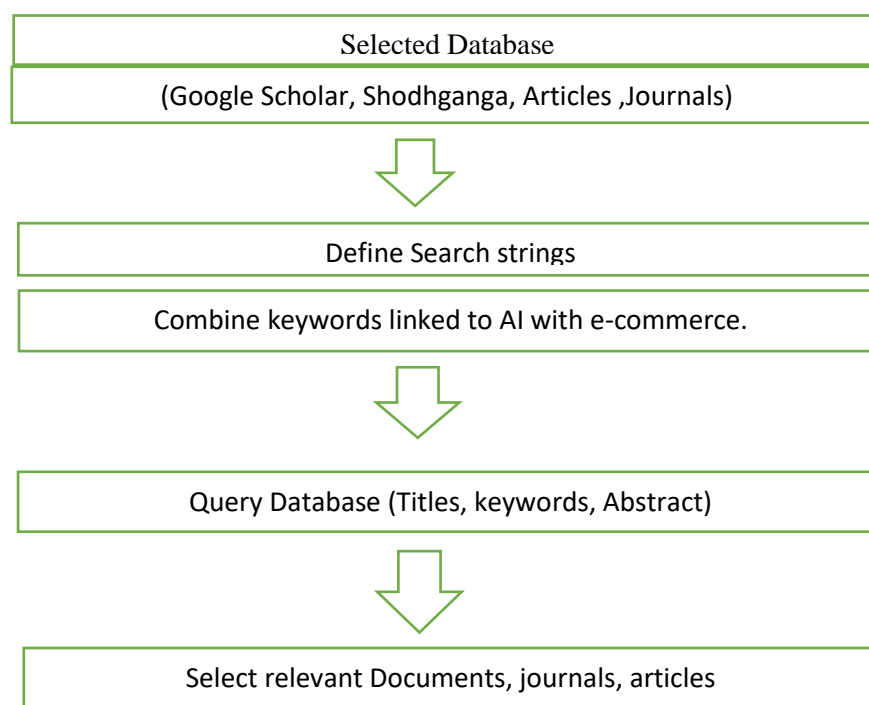 Selected Database
(Google Scholar, Shodhganga, Articles ,Journals)
Define Search strings
Combine keywords linked to AI with e-commerce.
Query Database (Titles, keywords, Abstract)
Select relevant Documents, journals, articles